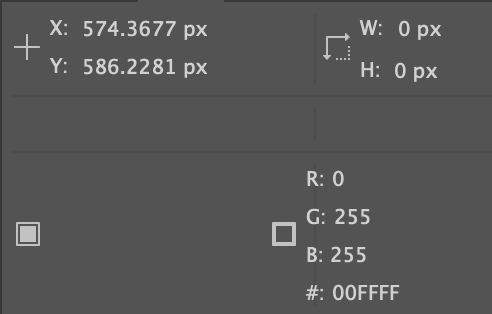 X: 574.3677 px
W: 0 px
Y: 586.2281 px
H: 0 px
R: 0
G: 255
B: 255
#: 00FFFF